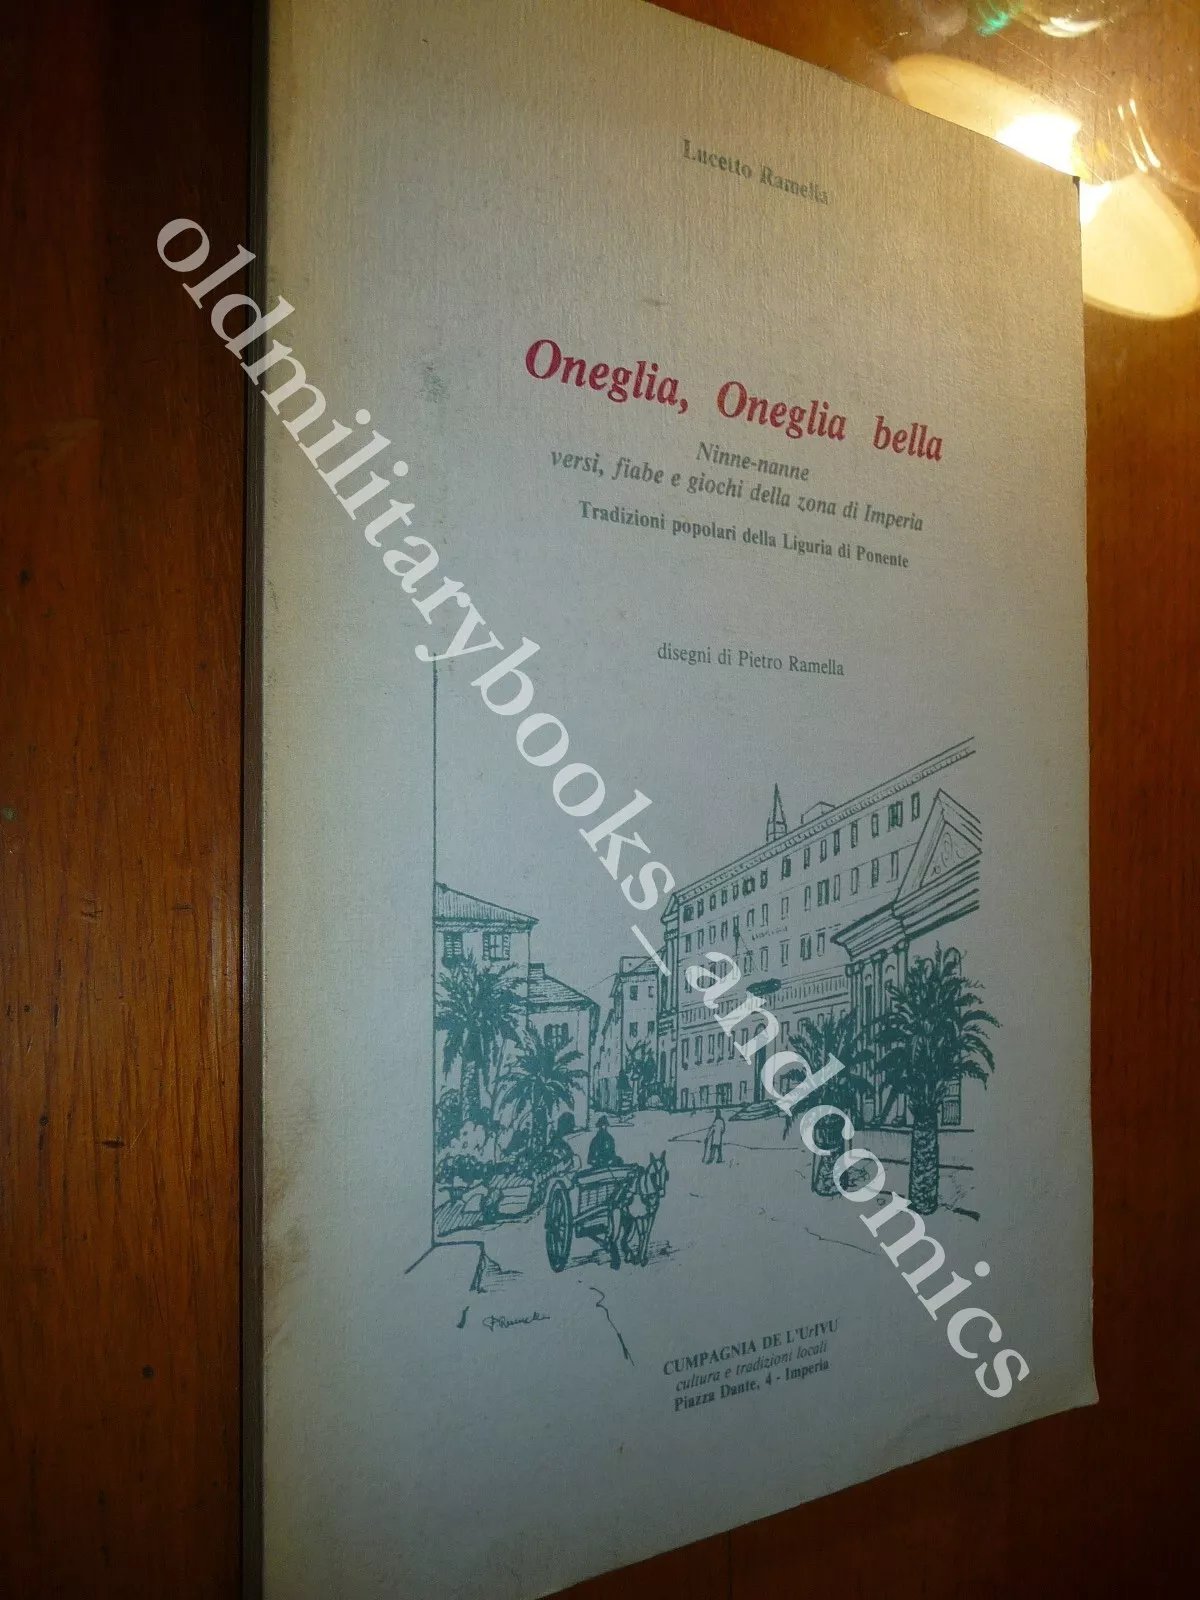 Lucetto Ramella
Oneglia, Oneglia bella
Ninne-nanne
versi, fiabe e giochi della zona di Imperia
Tradizioni popolari della Liguria di Ponente
disegni di Pietro Ramella
CUMPAGNIA DE L'UrIVU
cultura e tradizioni locali
Piazza Dante, 4 - Imperia
oldmilitarybooks_andcomics